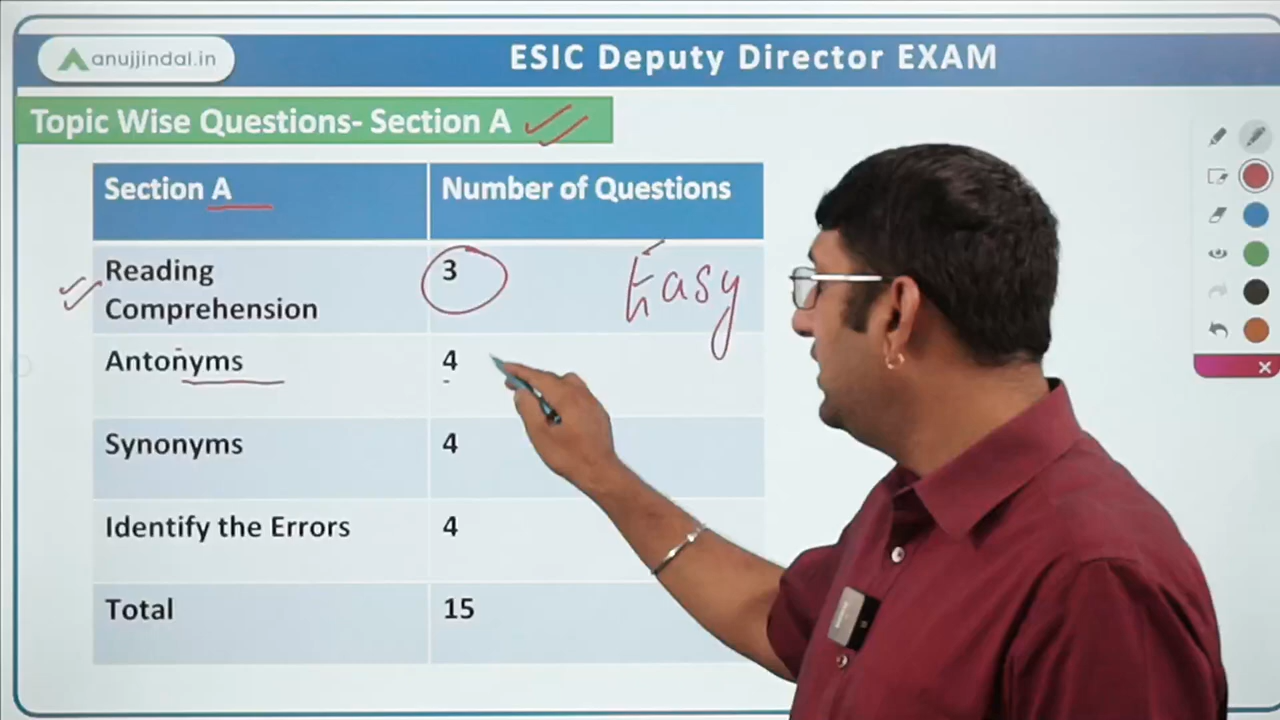 anujjindal.in
ESIC Deputy Director EXAM
Topic Wise Questions- Section A
Section A
Number of Questions
Reading Comprehension
3
Easy
Antonyms
4
Synonyms
4
Identify the Errors
4
Total
15